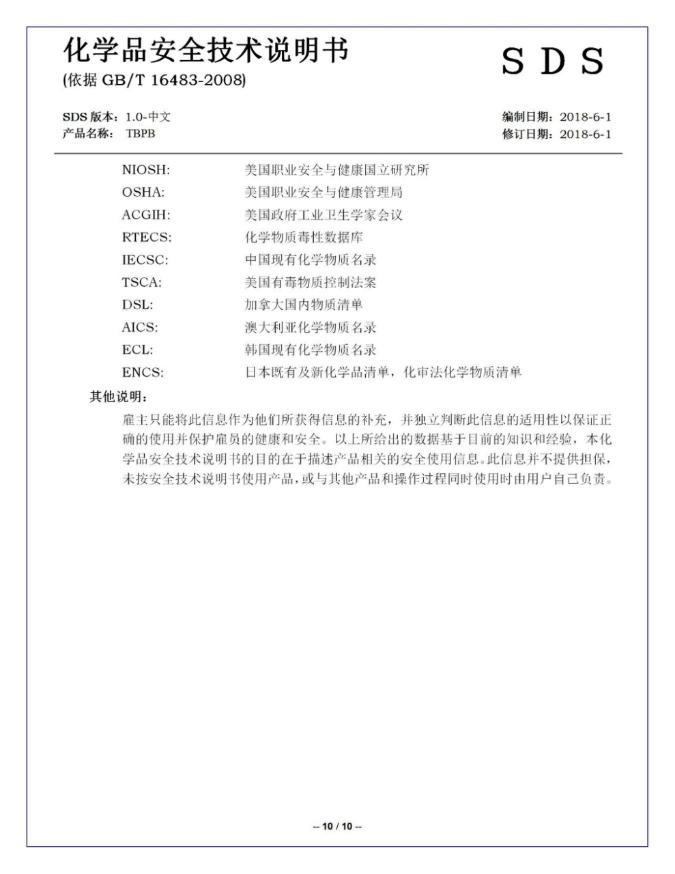 化学品安全技术说明书
SDS
(依据 GB/T 16483-2008)
SDS 版本：1.0-中文
编制日期：2018-6-1
产品名称： TBPB
修订日期：2018-6-1
NIOSH: 美国职业安全与健康国立研究所
OSHA: 美国职业安全与健康管理局
ACGIH: 美国政府工业卫生学家会议
RTECS: 化学物质毒性数据库
IECSC: 中国现有化学物质名录
TSCA: 美国有毒物质控制法案
DSL: 加拿大国内物质清单
AICS: 澳大利亚化学物质名录
ECL: 韩国现有化学物质名录
ENCS: 日本既有及新化学品清单，化审法化学物质清单
其他说明：
雇主只能将此信息作为他们所获得信息的补充，并独立判断此信息的适用性以保证正
确的使用并保护雇员的健康和安全。以上所给出的数据基于目前的知识和经验，本化
学品安全技术说明书的目的在于描述产品相关的安全使用信息。此信息并不提供担保，
未按安全技术说明书使用产品，或与其他产品和操作过程同时使用时由用户自己负责。
-- 10 / 10 --